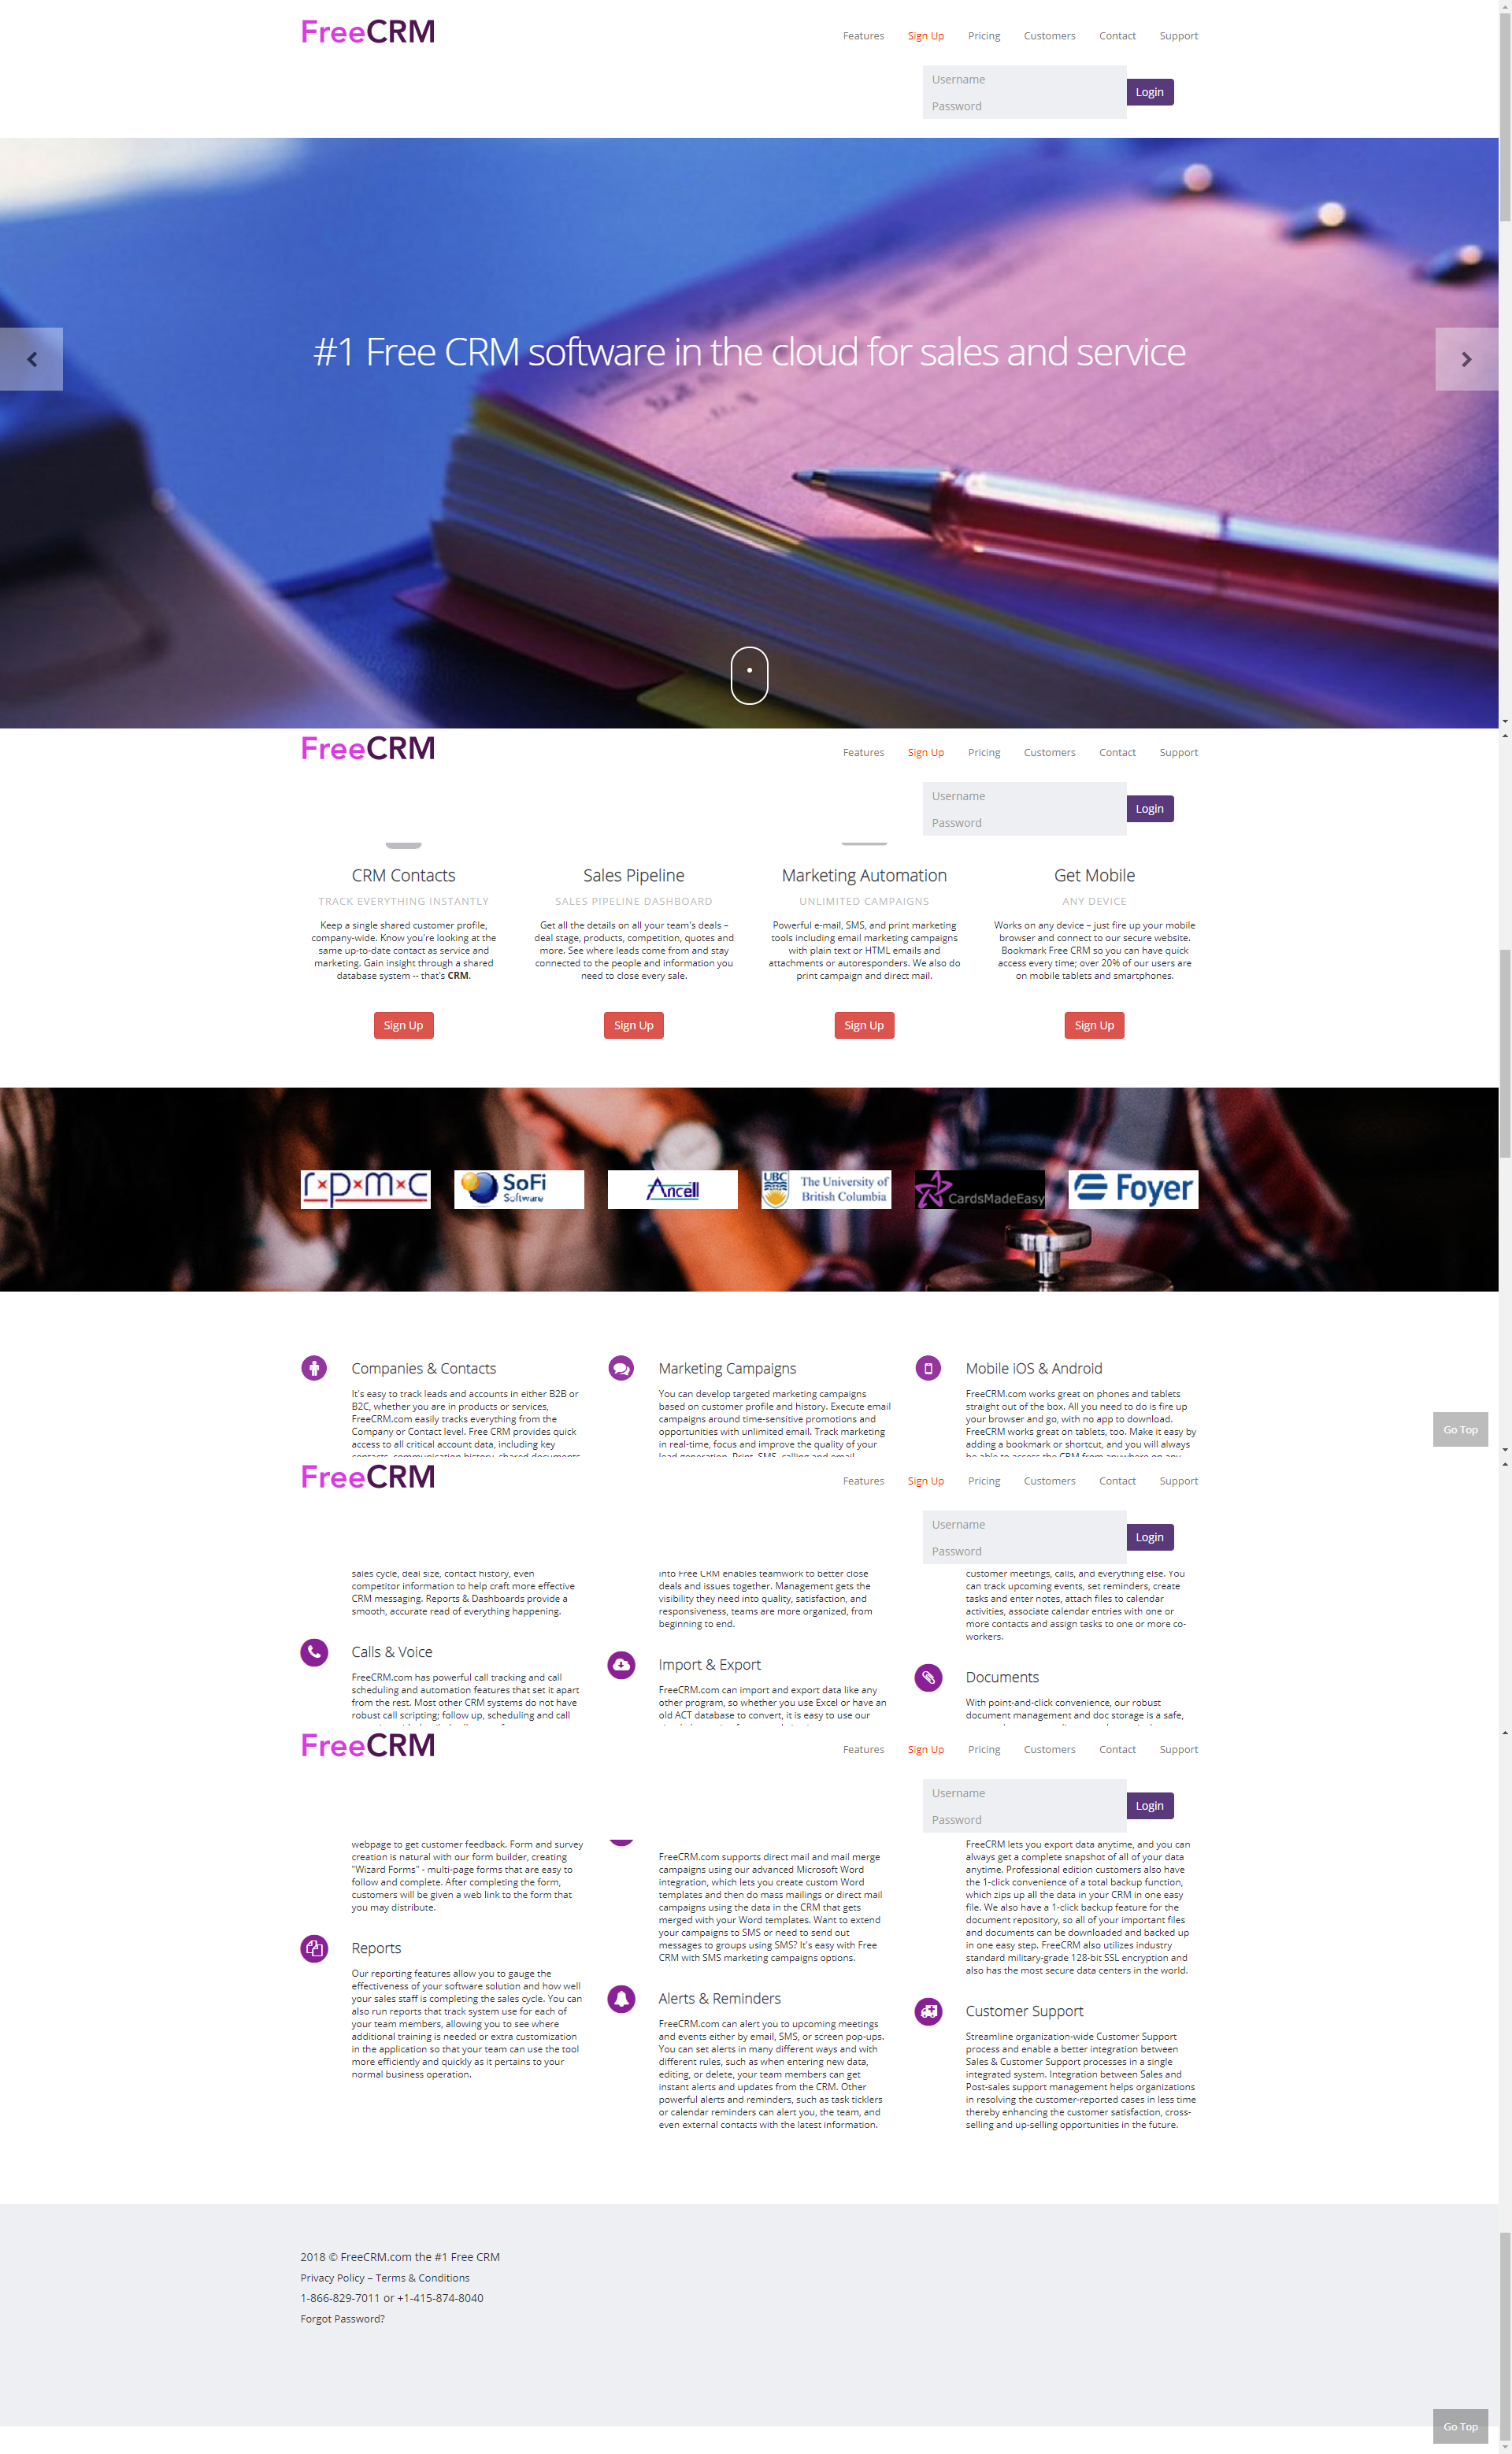 FreeCRM
Features Sign Up Pricing Customers Contact Support
Username
Password
Login
#1 Free CRM software in the cloud for sales and service
FreeCRM
Features Sign Up Pricing Customers Contact Support
Username
Password
Login
CRM Contacts
TRACK EVERYTHING INSTANTLY
Keep a single shared customer profile,
company-wide. Know you're looking at the
same up-to-date contact as service and
marketing. Gain insight through a shared
database system -- that's CRM.
Sign Up
Sales Pipeline
SALES PIPELINE DASHBOARD
Get all the details on all your team's deals –
deal stage, products, competition, quotes and
more. See where leads come from and stay
connected to the people and information you
need to close every sale.
Sign Up
Marketing Automation
UNLIMITED CAMPAIGNS
Powerful e-mail, SMS, and print marketing
tools including email marketing campaigns
with plain text or HTML emails and
attachments or autoresponders. We also do
print campaign and direct mail.
Sign Up
Get Mobile
ANY DEVICE
Works on any device – just fire up your mobile
browser and connect to our secure website.
Bookmark Free CRM so you can have quick
access every time; over 20% of our users are
on mobile tablets and smartphones.
Sign Up
r×p×m×c
SoFi
Software
Ancell
UBC
The University of
British Columbia
CardsMadeEasy
Foyer
Companies & Contacts
It's easy to track leads and accounts in either B2B or
B2C, whether you are in products or services,
FreeCRM.com easily tracks everything from the
Company or Contact level. Free CRM provides quick
access to all critical account data, including key
contacts, communication history, shared documents
Marketing Campaigns
You can develop targeted marketing campaigns
based on customer profile and history. Execute email
campaigns around time-sensitive promotions and
opportunities with unlimited email. Track marketing
in real-time, focus and improve the quality of your
lead generation. Print, SMS, calling and email
Mobile iOS & Android
FreeCRM.com works great on phones and tablets
straight out of the box. All you need to do is fire up
your browser and go, with no app to download.
FreeCRM works great on tablets, too. Make it easy by
adding a bookmark or shortcut, and you will always
be able to access the CRM from anywhere on any
Go Top
FreeCRM
Features Sign Up Pricing Customers Contact Support
Username
Password
Login
sales cycle, deal size, contact history, even
competitor information to help craft more effective
CRM messaging. Reports & Dashboards provide a
smooth, accurate read of everything happening.
Calls & Voice
FreeCRM.com has powerful call tracking and call
scheduling and automation features that set it apart
from the rest. Most other CRM systems do not have
robust call scripting; follow up, scheduling and call
into Free CRM enables teamwork to better close
deals and issues together. Management gets the
visibility they need into quality, satisfaction, and
responsiveness, teams are more organized, from
beginning to end.
Import & Export
FreeCRM.com can import and export data like any
other program, so whether you use Excel or have an
old ACT database to convert, it is easy to use our
customer meetings, calls, and everything else. You
can track upcoming events, set reminders, create
tasks and enter notes, attach files to calendar
activities, associate calendar entries with one or
more contacts and assign tasks to one or more co-
workers.
Documents
With point-and-click convenience, our robust
document management and doc storage is a safe,
FreeCRM
Features Sign Up Pricing Customers Contact Support
Username
Password
Login
webpage to get customer feedback. Form and survey
creation is natural with our form builder, creating
"Wizard Forms" - multi-page forms that are easy to
follow and complete. After completing the form,
customers will be given a web link to the form that
you may distribute.
Reports
Our reporting features allow you to gauge the
effectiveness of your software solution and how well
your sales staff is completing the sales cycle. You can
also run reports that track system use for each of
your team members, allowing you to see where
additional training is needed or extra customization
in the application so that your team can use the tool
more efficiently and quickly as it pertains to your
normal business operation.
FreeCRM.com supports direct mail and mail merge
campaigns using our advanced Microsoft Word
integration, which lets you create custom Word
templates and then do mass mailings or direct mail
campaigns using the data in the CRM that gets
merged with your Word templates. Want to extend
your campaigns to SMS or need to send out
messages to groups using SMS? It's easy with Free
CRM with SMS marketing campaigns options.
Alerts & Reminders
FreeCRM.com can alert you to upcoming meetings
and events either by email, SMS, or screen pop-ups.
You can set alerts in many different ways and with
different rules, such as when entering new data,
editing, or delete, your team members can get
instant alerts and updates from the CRM. Other
powerful alerts and reminders, such as task ticklers
or calendar reminders can alert you, the team, and
even external contacts with the latest information.
FreeCRM lets you export data anytime, and you can
always get a complete snapshot of all of your data
anytime. Professional edition customers also have
the 1-click convenience of a total backup function,
which zips up all the data in your CRM in one easy
file. We also have a 1-click backup feature for the
document repository, so all of your important files
and documents can be downloaded and backed up
in one easy step. FreeCRM also utilizes industry
standard military-grade 128-bit SSL encryption and
also has the most secure data centers in the world.
Customer Support
Streamline organization-wide Customer Support
process and enable a better integration between
Sales & Customer Support processes in a single
integrated system. Integration between Sales and
Post-sales support management helps organizations
in resolving the customer-reported cases in less time
thereby enhancing the customer satisfaction, cross-
selling and up-selling opportunities in the future.
2018 © FreeCRM.com the #1 Free CRM
Privacy Policy – Terms & Conditions
1-866-829-7011 or +1-415-874-8040
Forgot Password?
Go Top